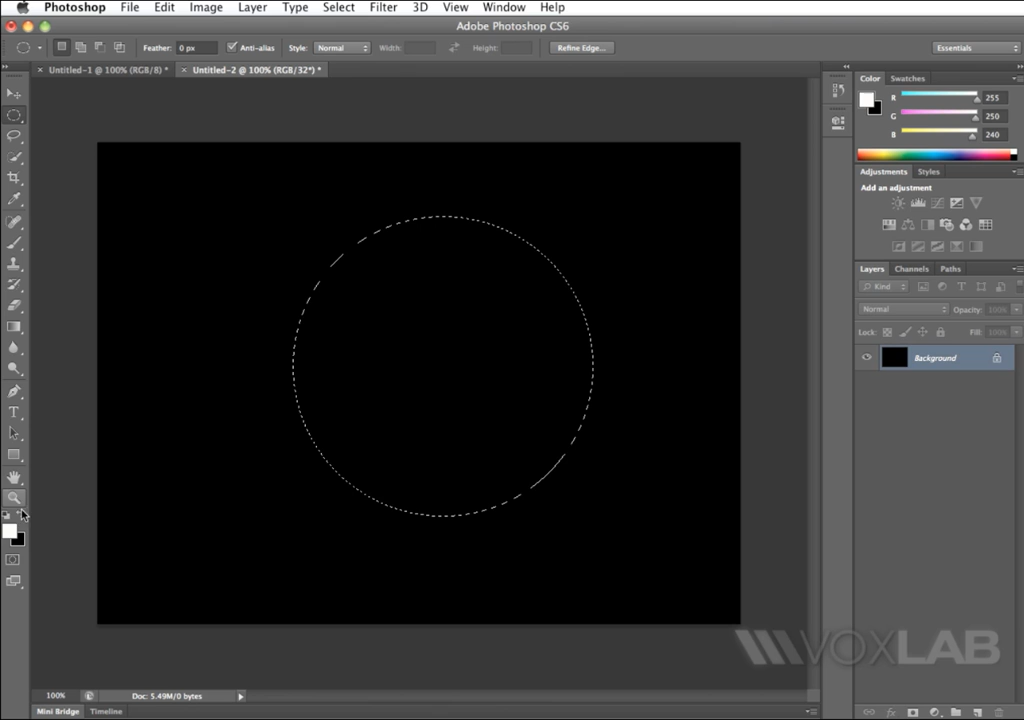 Photoshop File Edit Image Layer Type Select Filter 3D View Window Help
Adobe Photoshop CS6
Feather: 0 px Anti-alias Style: Normal Width: Height: Refine Edge... Essentials
× Untitled-1 @ 100% (RGB/8) * × Untitled-2 @ 100% (RGB/32*) *
Color Swatches
R 255
G 250
B 240
Adjustments Styles
Add an adjustment
Layers Channels Paths
Kind
Normal Opacity: 100%
Lock: Fill: 100%
Background
T
VOXLAB
100% Doc: 5.49M/0 bytes
Mini Bridge Timeline
fx